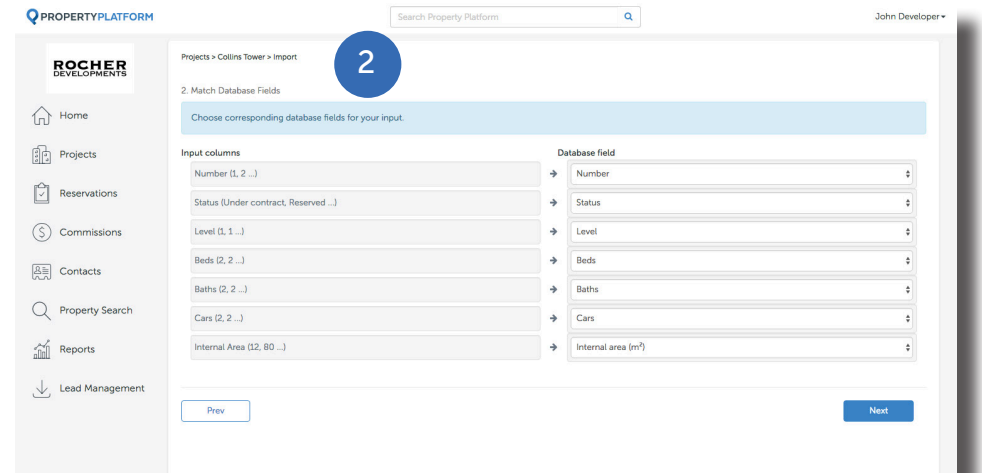 PROPERTYPLATFORM
Search Property Platform
John Developer
ROCHER
DEVELOPMENTS
Projects > Collins Tower > Import
2
2. Match Database Fields
Home
Choose corresponding database fields for your input.
Projects
Input columns
Database field
Number (1, 2 ...)
Number
Reservations
Status (Under contract, Reserved ...)
Status
Commissions
Level (1, 1 ...)
Level
Contacts
Beds (2, 2 ...)
Beds
Baths (2, 2 ...)
Baths
Property Search
Cars (2, 2 ...)
Cars
Reports
Internal Area (12, 80 ...)
Internal area (m²)
Lead Management
Prev
Next